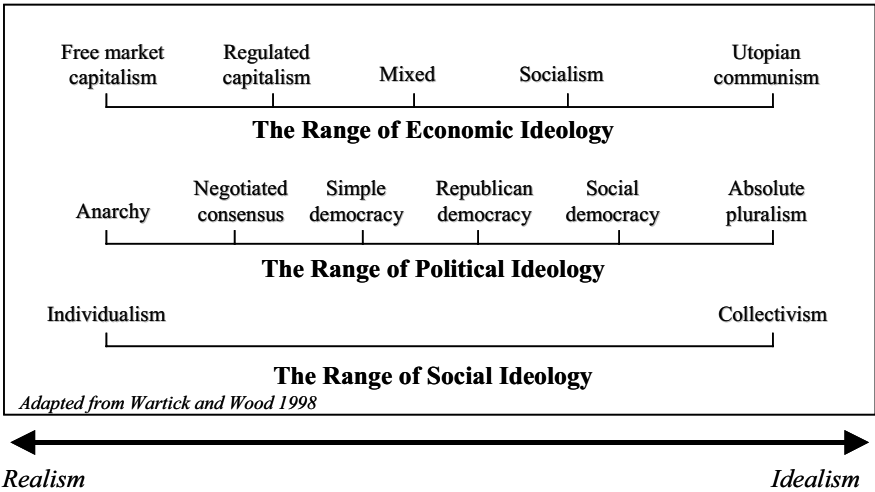 Free market capitalism
Regulated capitalism
Mixed
Socialism
Utopian communism
The Range of Economic Ideology
Anarchy
Negotiated consensus
Simple democracy
Republican democracy
Social democracy
Absolute pluralism
The Range of Political Ideology
Individualism
Collectivism
The Range of Social Ideology
Adapted from Wartick and Wood 1998
Realism
Idealism